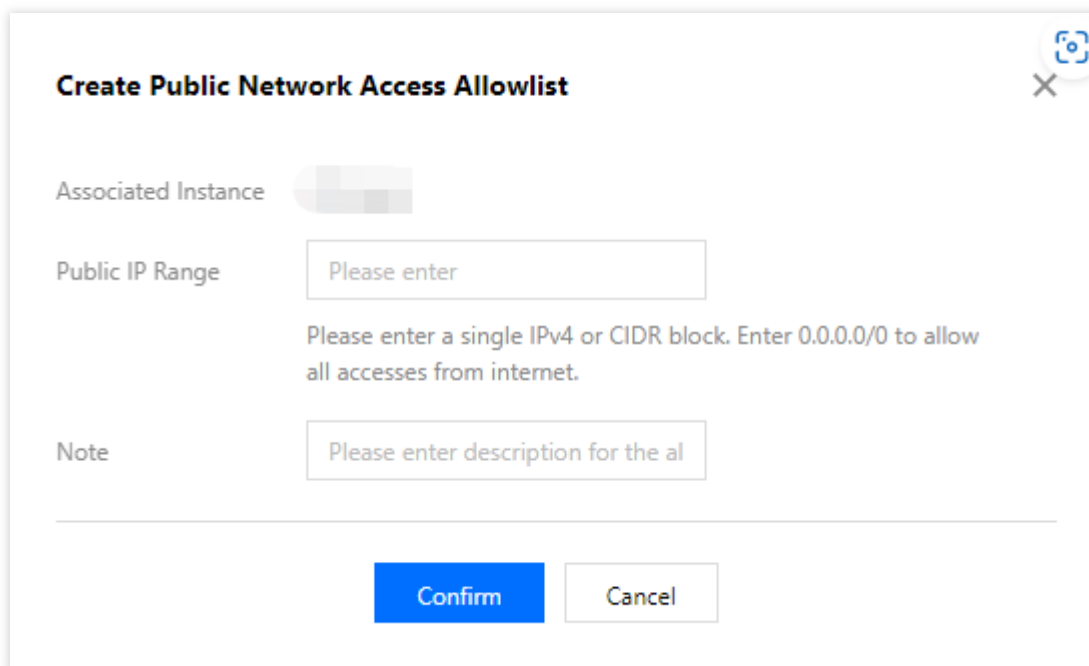 Create Public Network Access Allowlist
Associated Instance
Public IP Range
Please enter
Please enter a single IPv4 or CIDR block. Enter 0.0.0.0/0 to allow
all accesses from internet.
Note
Please enter description for the al
Confirm
Cancel